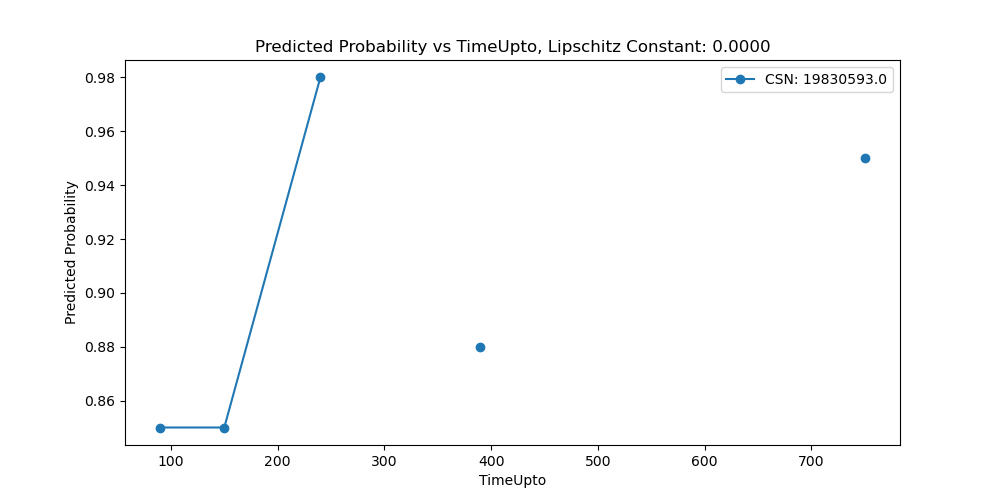 Predicted Probability vs TimeUpto, Lipschitz Constant: 0.0000
CSN: 19830593.0
0.98
0.96
0.94
0.92
0.90
0.88
0.86
Predicted Probability
100 200 300 400 500 600 700
TimeUpto